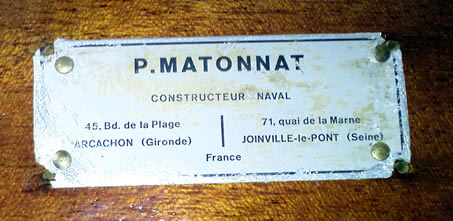 P. MATONNAT
CONSTRUCTEUR NAVAL
45, Bd. de la Plage
ARCACHON (Gironde)
71, quai de la Marne
JOINVILLE-le-PONT (Seine)
France